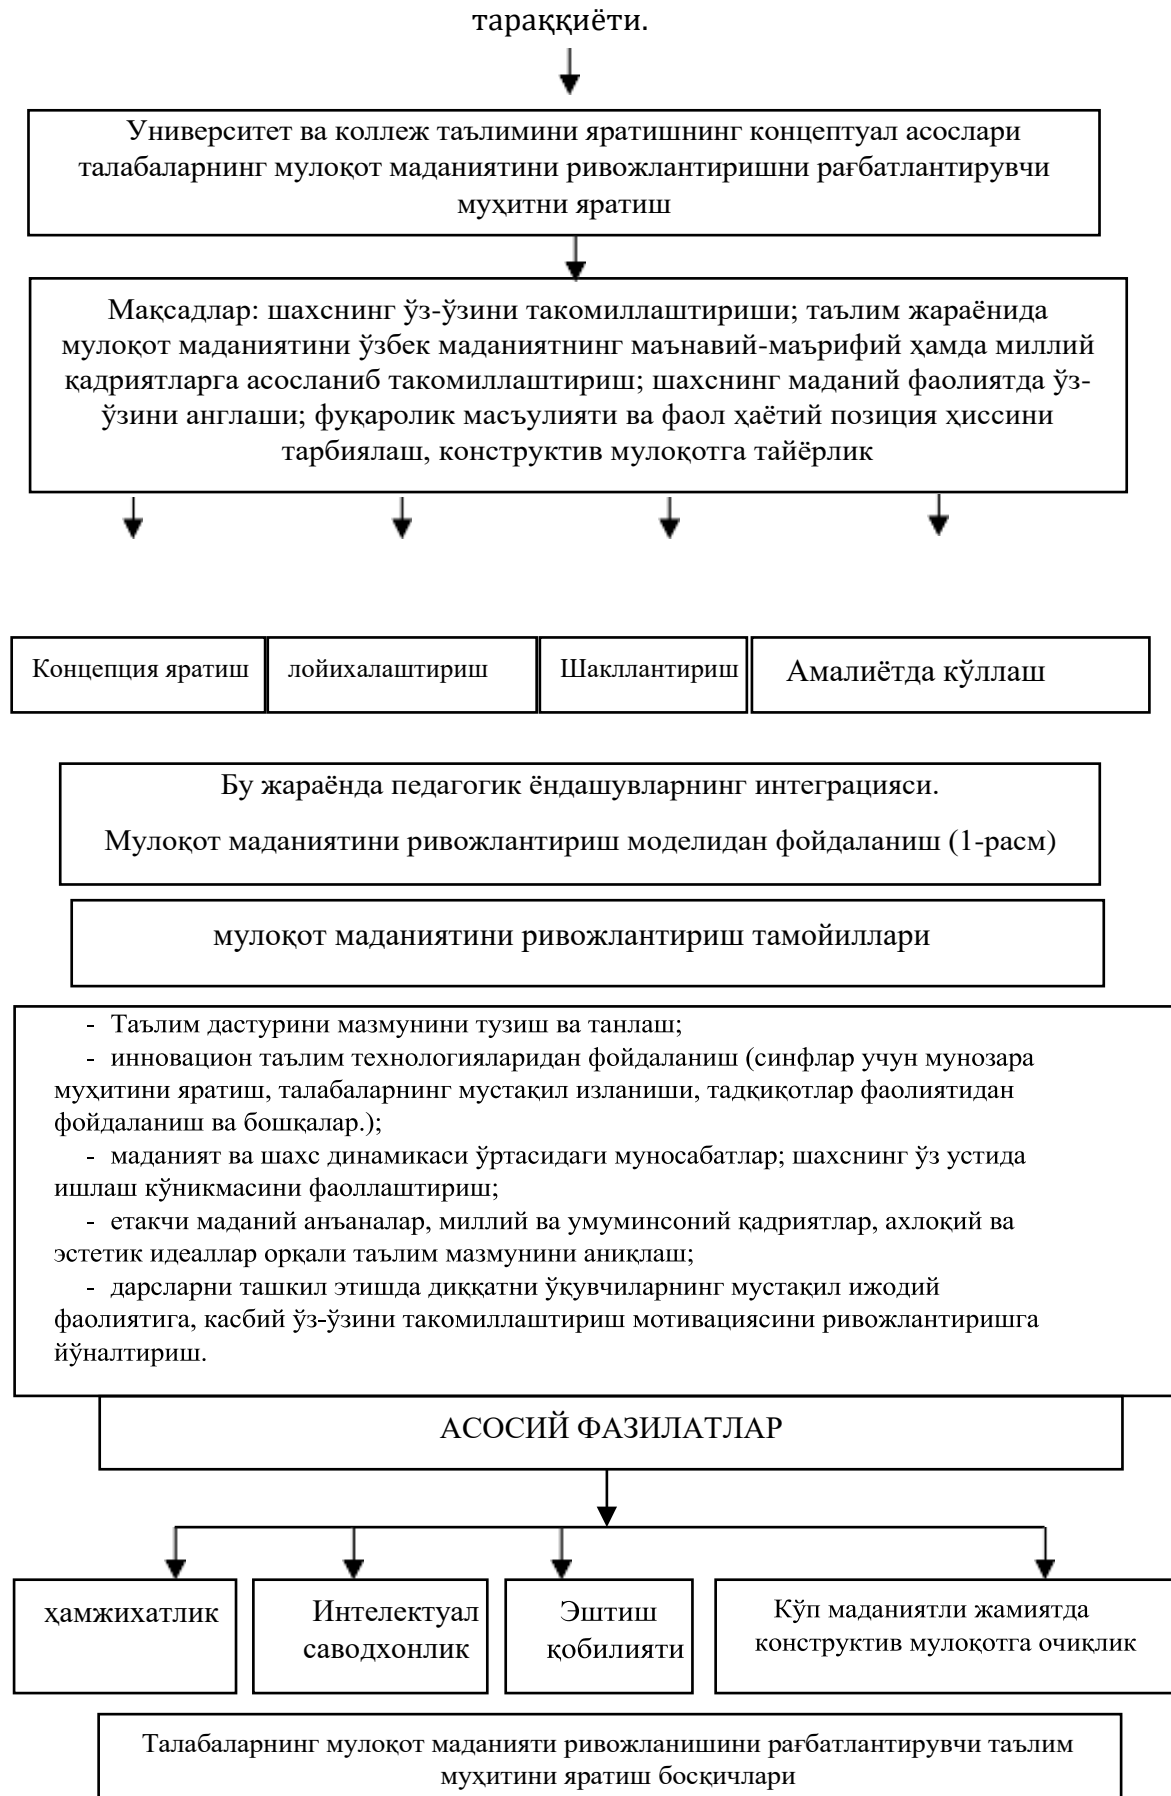 тараққиёти.
Университет ва коллеж таълимини яратишнинг концептуал асослари
талабаларнинг мулоқот маданиятини ривожлантиришни рағбатлантирувчи
муҳитни яратиш
Мақсадлар: шахснинг ўз-ўзини такомиллаштириши; таълим жараёнида
мулоқот маданиятини ўзбек маданиятнинг маънавий-маърифий ҳамда миллий
қадриятларга асосланиб такомиллаштириш; шахснинг маданий фаолиятда ўз-
ўзини англаши; фуқаролик масъулияти ва фаол ҳаётий позиция ҳиссини
тарбиялаш, конструктив мулоқотга тайёрлик
Концепция яратиш
лойихалаштириш
Шакллантириш
Амалиётда кўллаш
Бу жараёнда педагогик ёндашувларнинг интеграцияси.
Мулоқот маданиятини ривожлантириш моделидан фойдаланиш (1-расм)
мулоқот маданиятини ривожлантириш тамойиллари
- Таълим дастурини мазмунини тузиш ва танлаш;
- инновацион таълим технологияларидан фойдаланиш (синфлар учун мунозара
муҳитини яратиш, талабаларнинг мустақил изланиши, тадқиқотлар фаолиятидан
фойдаланиш ва бошқалар.);
- маданият ва шахс динамикаси ўртасидаги муносабатлар; шахснинг ўз устида
ишлаш кўникмасини фаоллаштириш;
- етакчи маданий анъаналар, миллий ва умуминсоний қадриятлар, ахлоқий ва
эстетик идеаллар орқали таълим мазмунини аниқлаш;
- дарсларни ташкил этишда диққатни ўқувчиларнинг мустақил ижодий
фаолиятига, касбий ўз-ўзини такомиллаштириш мотивациясини ривожлантиришга
йўналтириш.
АСОСИЙ ФАЗИЛАТЛАР
ҳамжихатлик
Интелектуал
саводхонлик
Эштиш
қобилияти
Кўп маданиятли жамиятда
конструктив мулоқотга очиқлик
Талабаларнинг мулоқот маданияти ривожланишини рағбатлантирувчи таълим
муҳитини яратиш босқичлари